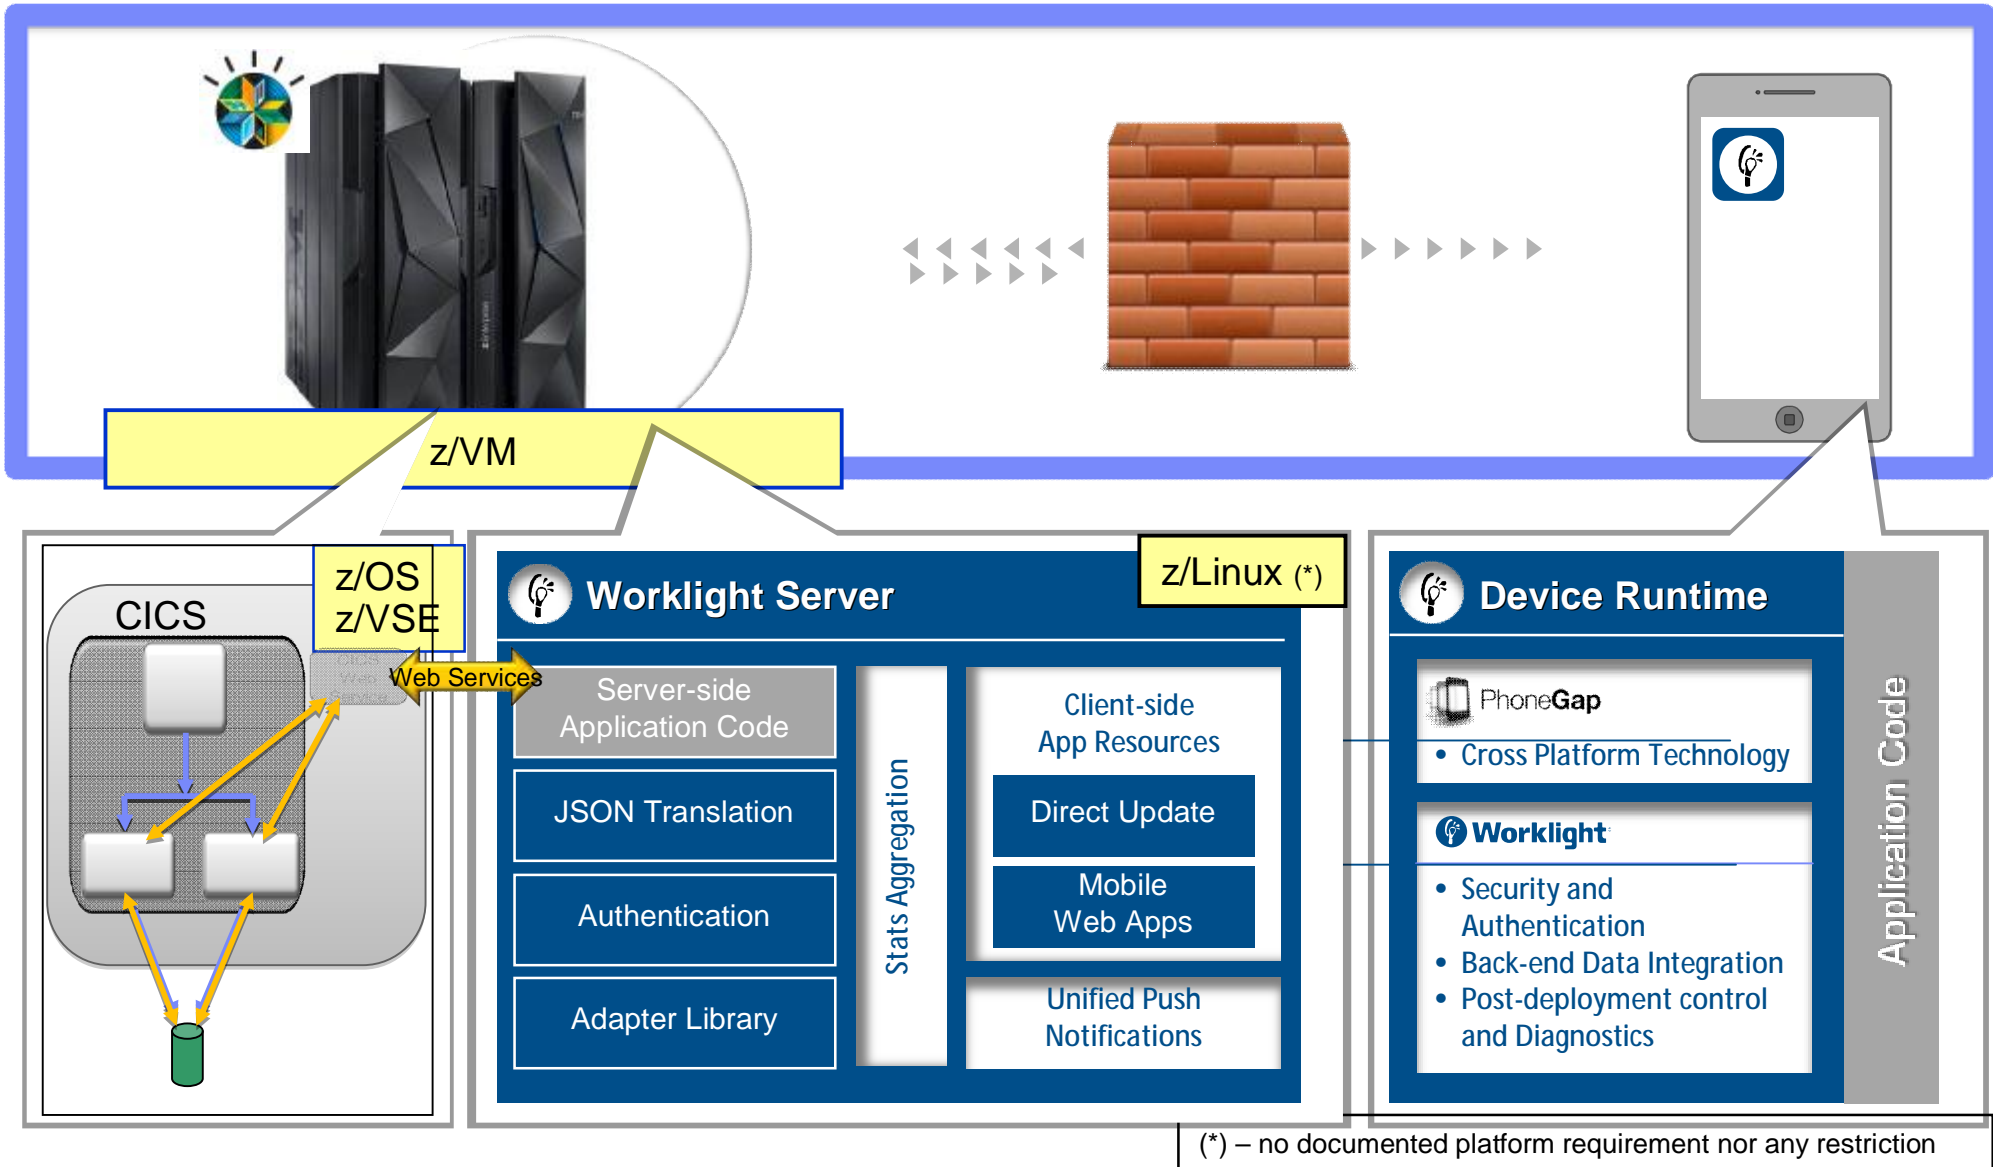 z/VM
z/OS
z/VSE
CICS
CICS
Web
Service
Web Services
Worklight Server
z/Linux (*)
Server-side
Application Code
JSON Translation
Authentication
Adapter Library
Stats Aggregation
Client-side
App Resources
Direct Update
Mobile
Web Apps
Unified Push
Notifications
Device Runtime
PhoneGap
• Cross Platform Technology
Worklight
• Security and
Authentication
• Back-end Data Integration
• Post-deployment control
and Diagnostics
Application Code
(*) – no documented platform requirement nor any restriction